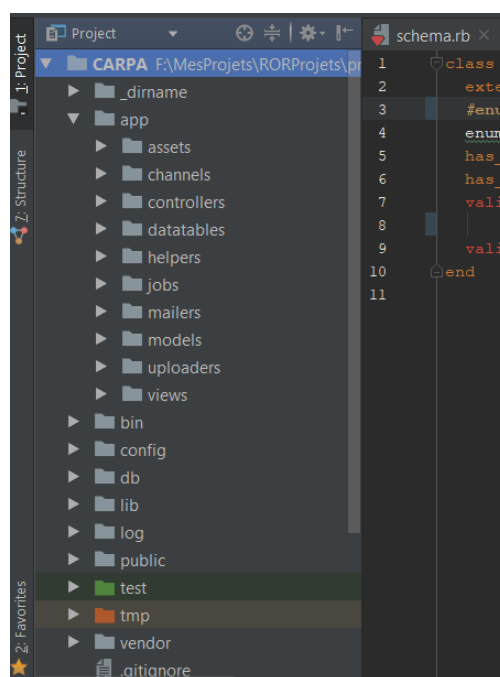 1: Project
7: Structure
2: Favorites
Project
CARPA F:\MesProjets\RORProjets\pr
_dirname
app
assets
channels
controllers
datatables
helpers
jobs
mailers
models
uploaders
views
bin
config
db
lib
log
public
test
tmp
vendor
.gitignore
schema.rb
1 class
2 exte
3 #enu
4 enum
5 has_
6 has_
7 vali
8
9 vali
10 end
11